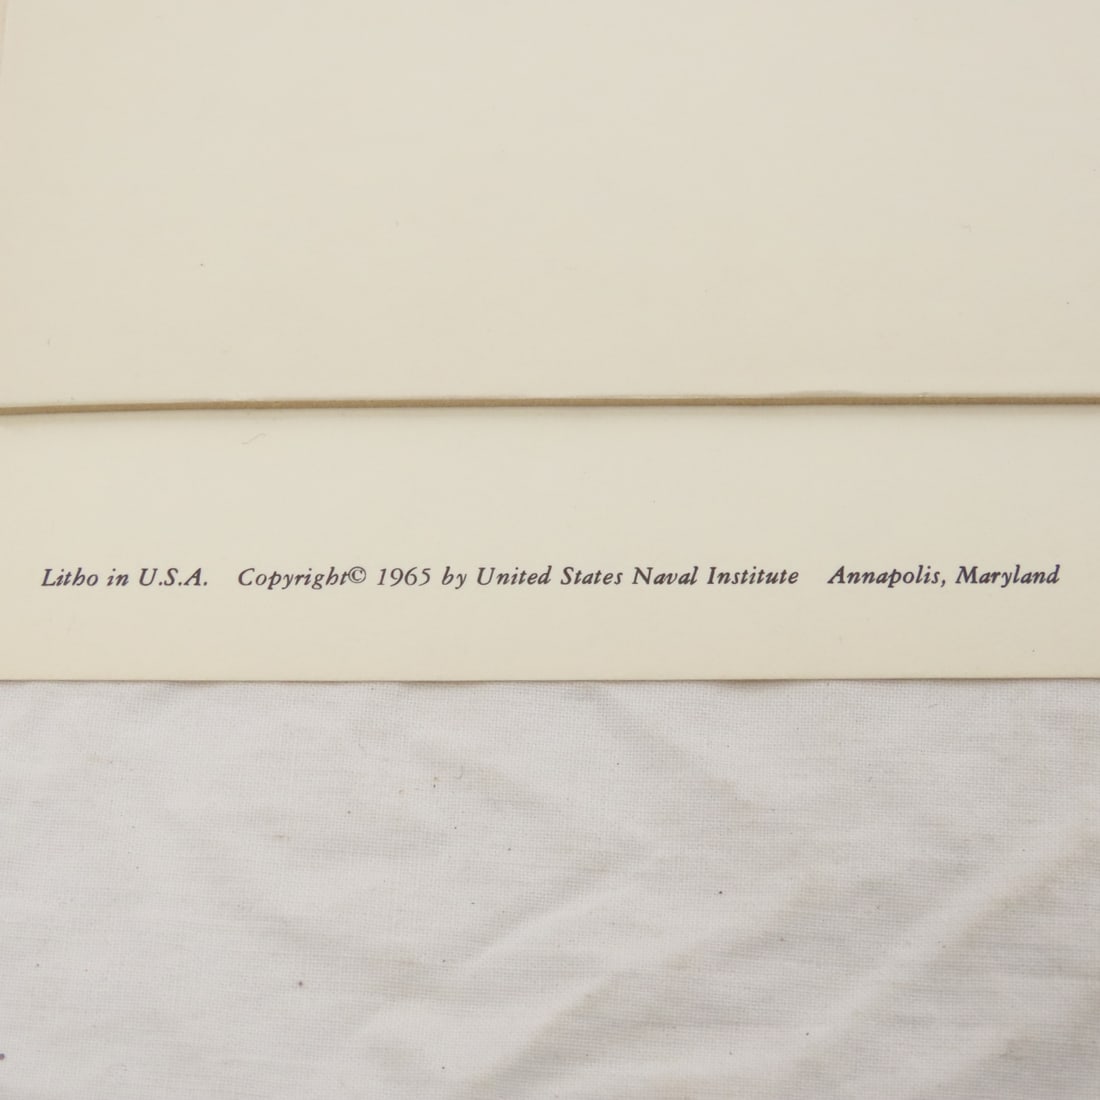 Litho in U.S.A. Copyright© 1965 by United States Naval Institute Annapolis, Maryland